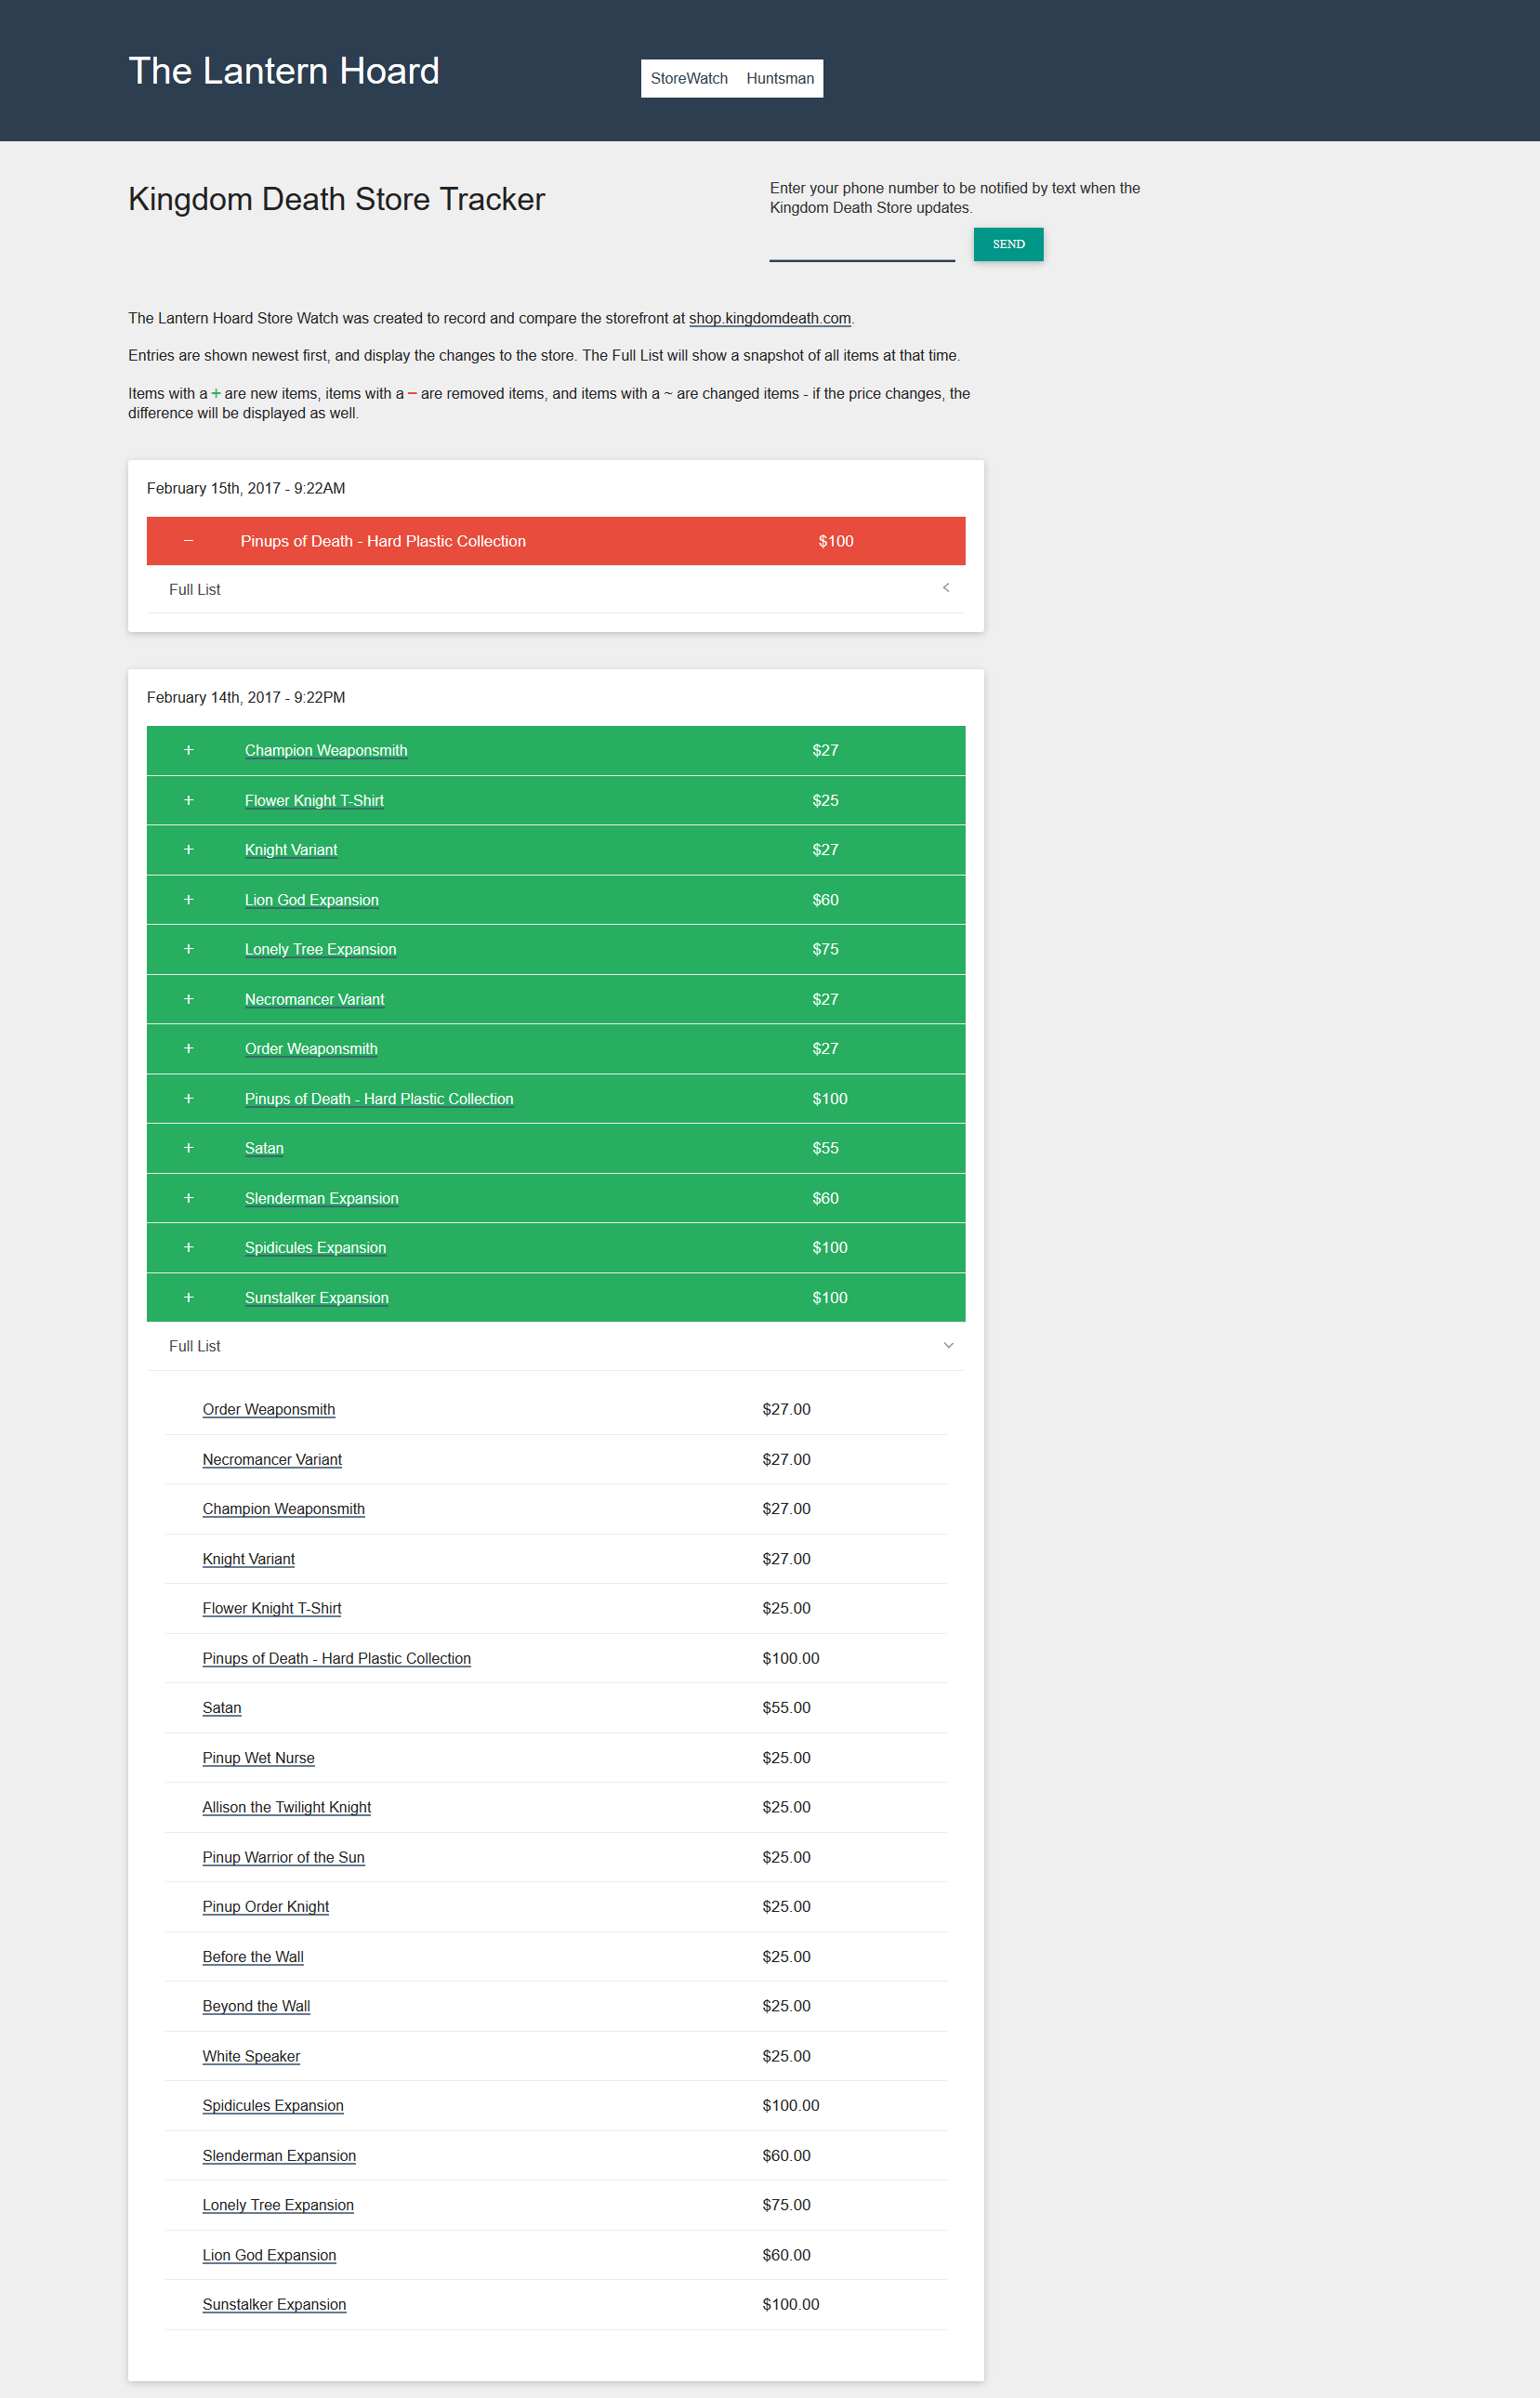 The Lantern Hoard
StoreWatch Huntsman
Kingdom Death Store Tracker
Enter your phone number to be notified by text when the
Kingdom Death Store updates.
SEND
The Lantern Hoard Store Watch was created to record and compare the storefront at shop.kingdomdeath.com.
Entries are shown newest first, and display the changes to the store. The Full List will show a snapshot of all items at that time.
Items with a + are new items, items with a − are removed items, and items with a ~ are changed items - if the price changes, the
difference will be displayed as well.
February 15th, 2017 - 9:22AM
− Pinups of Death - Hard Plastic Collection $100
Full List
February 14th, 2017 - 9:22PM
+ Champion Weaponsmith $27
+ Flower Knight T-Shirt $25
+ Knight Variant $27
+ Lion God Expansion $60
+ Lonely Tree Expansion $75
+ Necromancer Variant $27
+ Order Weaponsmith $27
+ Pinups of Death - Hard Plastic Collection $100
+ Satan $55
+ Slenderman Expansion $60
+ Spidicules Expansion $100
+ Sunstalker Expansion $100
Full List
Order Weaponsmith $27.00
Necromancer Variant $27.00
Champion Weaponsmith $27.00
Knight Variant $27.00
Flower Knight T-Shirt $25.00
Pinups of Death - Hard Plastic Collection $100.00
Satan $55.00
Pinup Wet Nurse $25.00
Allison the Twilight Knight $25.00
Pinup Warrior of the Sun $25.00
Pinup Order Knight $25.00
Before the Wall $25.00
Beyond the Wall $25.00
White Speaker $25.00
Spidicules Expansion $100.00
Slenderman Expansion $60.00
Lonely Tree Expansion $75.00
Lion God Expansion $60.00
Sunstalker Expansion $100.00